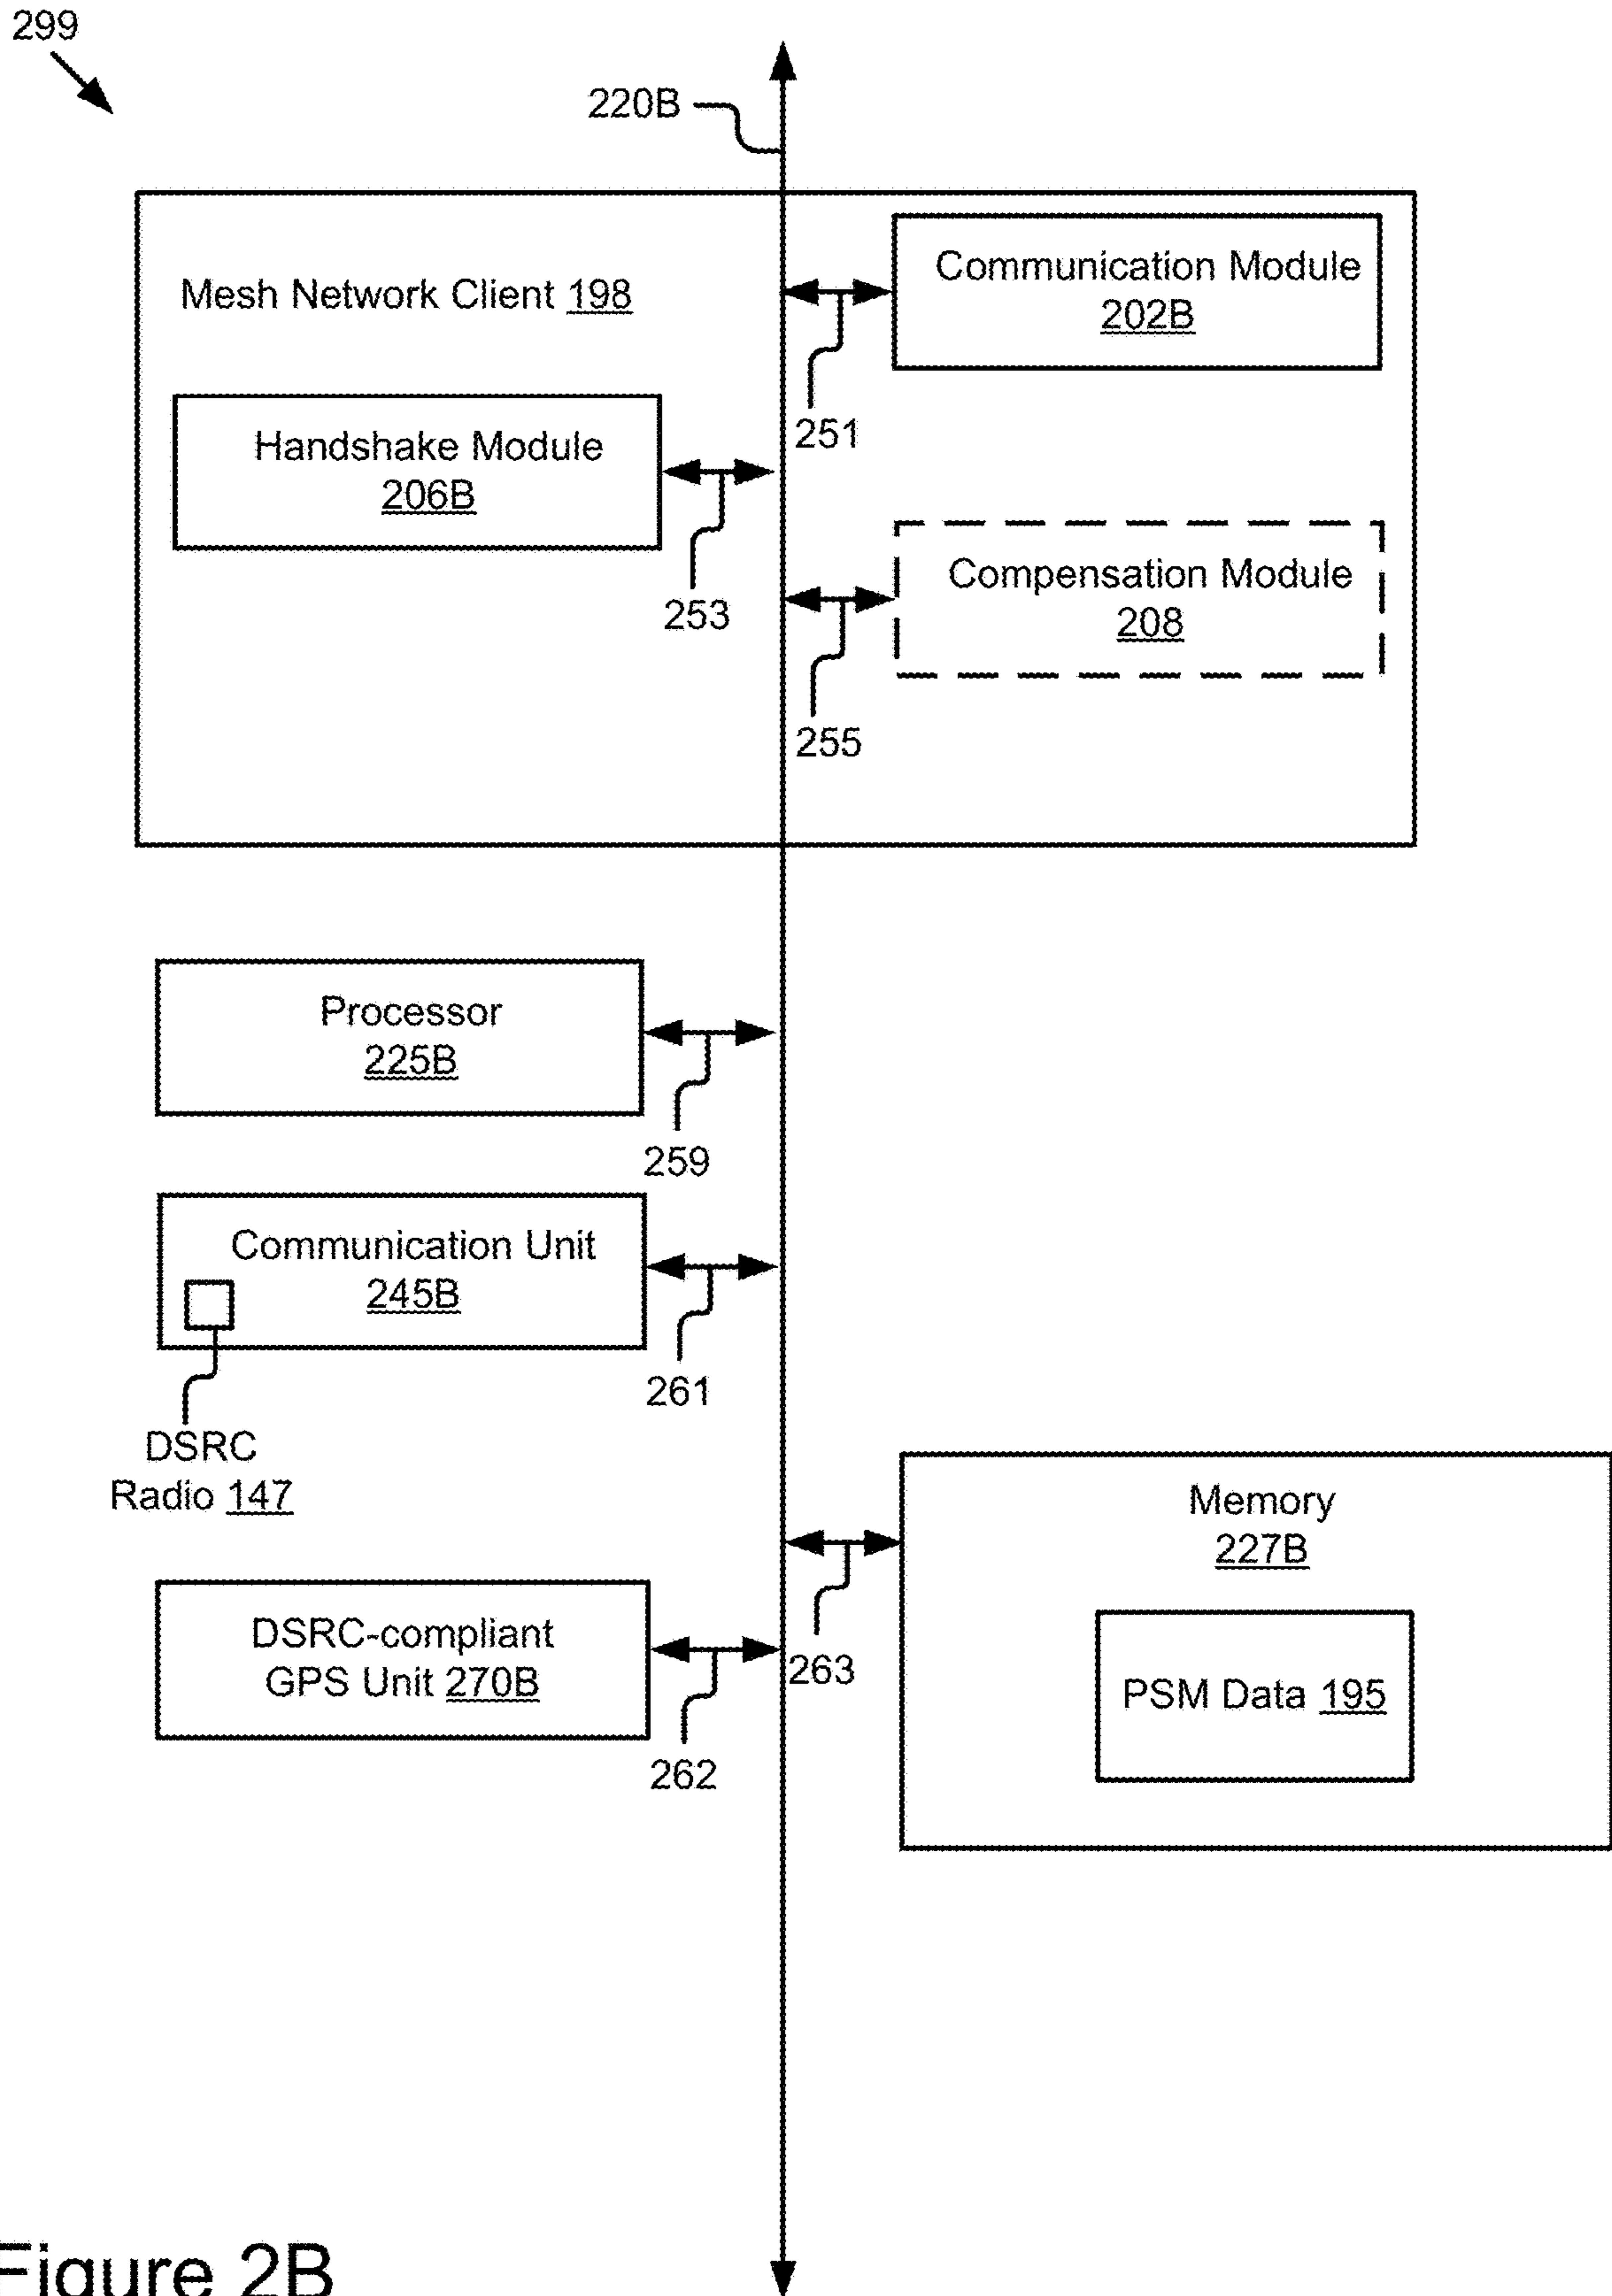 299
220B
Communication Module
202B
Mesh Network Client 198
251
Handshake Module
206B
253
Compensation Module
208
255
Processor
225B
259
Communication Unit
245B
261
DSRC
Radio 147
Memory
227B
DSRC-compliant
GPS Unit 270B
263
PSM Data 195
262
Figure 2B